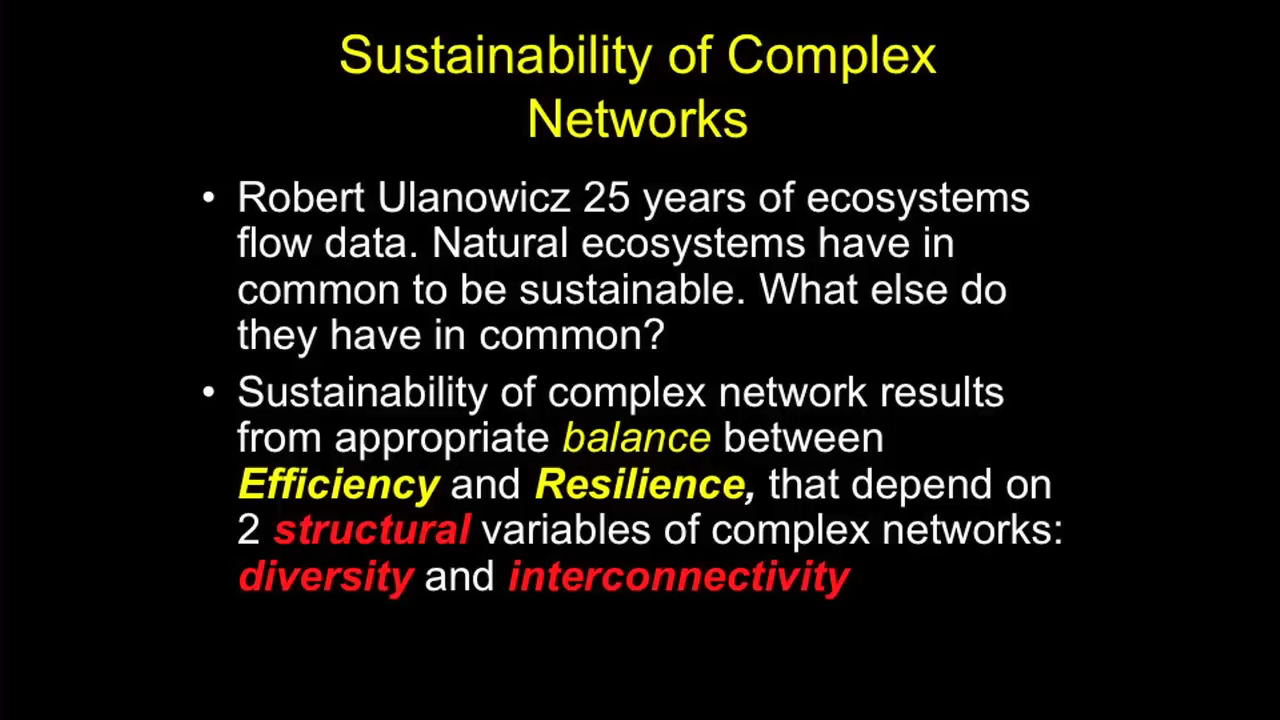 Sustainability of Complex
Networks
• Robert Ulanowicz 25 years of ecosystems
flow data. Natural ecosystems have in
common to be sustainable. What else do
they have in common?
• Sustainability of complex network results
from appropriate balance between
Efficiency and Resilience, that depend on
2 structural variables of complex networks:
diversity and interconnectivity